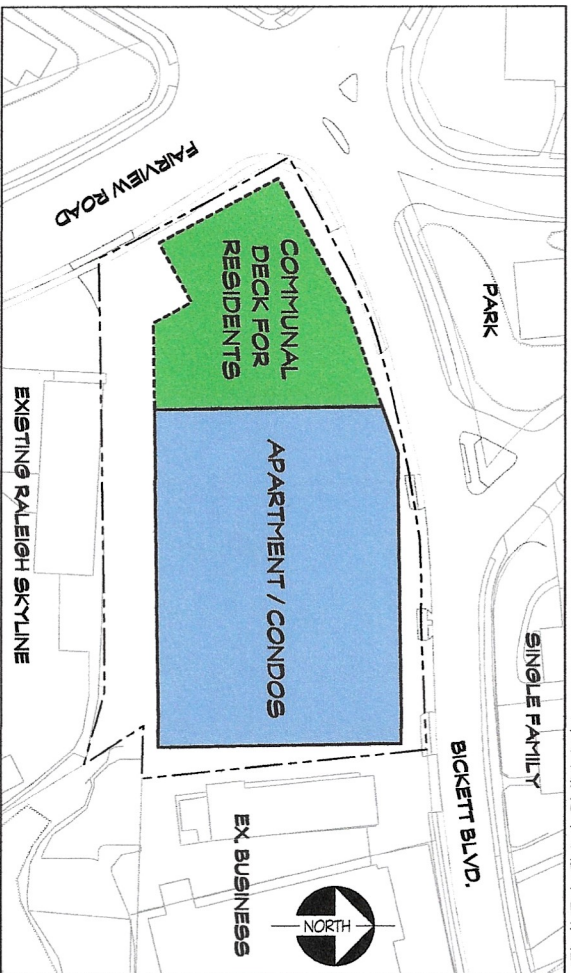 FAIRVIEW ROAD
COMMUNAL
DECK FOR
RESIDENTS
PARK
APARTMENT / CONDOS
EXISTING RALEIGH SKYLINE
SINGLE FAMILY
BICKETT BLVD.
EX. BUSINESS
NORTH